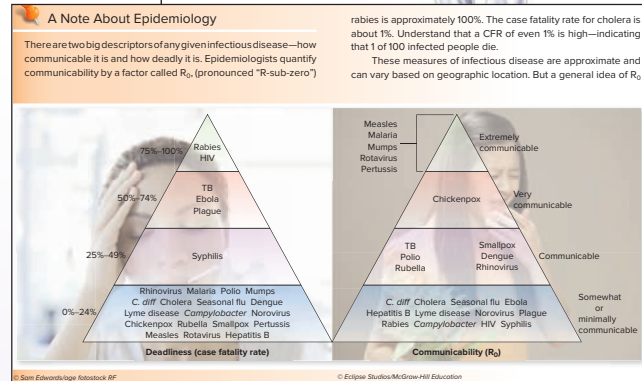 A Note About Epidemiology
There are two big descriptors of any given infectious disease—how
communicable it is and how deadly it is. Epidemiologists quantify
communicability by a factor called R₀, (pronounced “R-sub-zero”)
rabies is approximately 100%. The case fatality rate for cholera is
about 1%. Understand that a CFR of even 1% is high—indicating
that 1 of 100 infected people die.
These measures of infectious disease are approximate and
can vary based on geographic location. But a general idea of R₀
75%–100%
Rabies
HIV
50%–74%
TB
Ebola
Plague
25%–49%
Syphilis
0%–24%
Rhinovirus Malaria Polio Mumps
C. diff Cholera Seasonal flu Dengue
Lyme disease Campylobacter Norovirus
Chickenpox Rubella Smallpox Pertussis
Measles Rotavirus Hepatitis B
Deadliness (case fatality rate)
Measles
Malaria
Mumps
Rotavirus
Pertussis
Extremely
communicable
Chickenpox
Very
communicable
TB
Polio
Rubella
Smallpox
Dengue
Rhinovirus
Communicable
C. diff Cholera Seasonal flu Ebola
Hepatitis B Lyme disease Norovirus Plague
Rabies Campylobacter HIV Syphilis
Somewhat
or
minimally
communicable
Communicability (R₀)
© Sam Edwards/age fotostock RF
© Eclipse Studios/McGraw-Hill Education